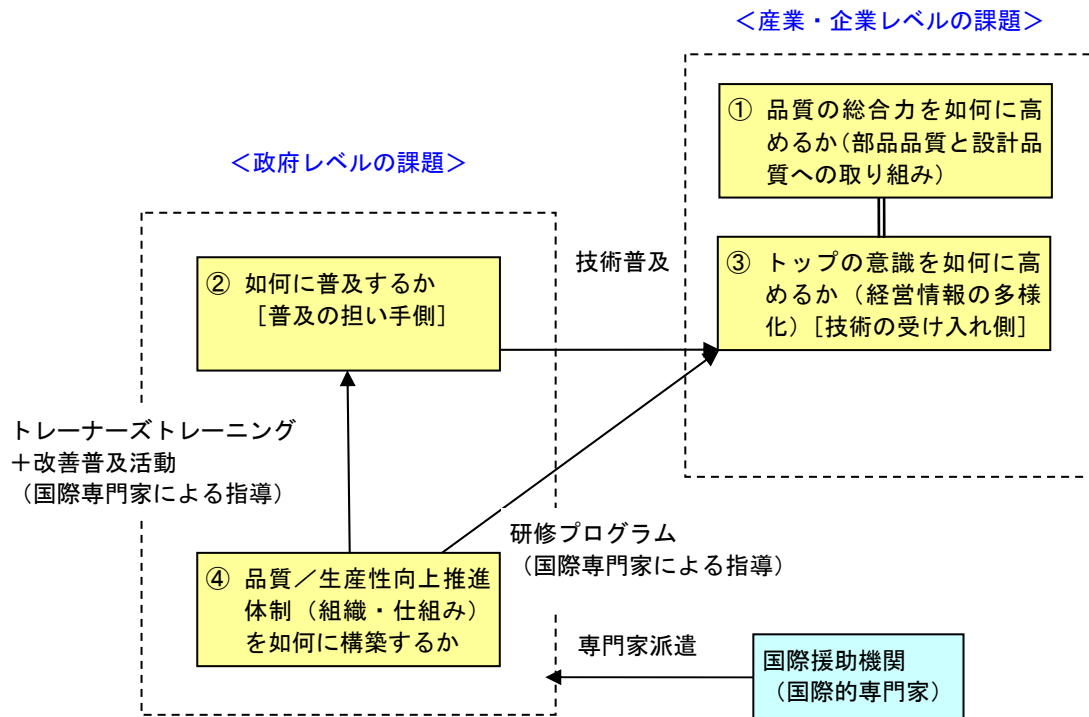 ＜産業・企業レベルの課題＞
① 品質の総合力を如何に高
めるか（部品品質と設計品
質への取り組み）
＜政府レベルの課題＞
② 如何に普及するか
［普及の担い手側］
技術普及
③ トップの意識を如何に高
めるか（経営情報の多様
化）［技術の受け入れ側］
トレーナーズトレーニング
＋改善普及活動
（国際専門家による指導）
研修プログラム
（国際専門家による指導）
④ 品質／生産性向上推進
体制（組織・仕組み）
を如何に構築するか
専門家派遣
国際援助機関
（国際的専門家）